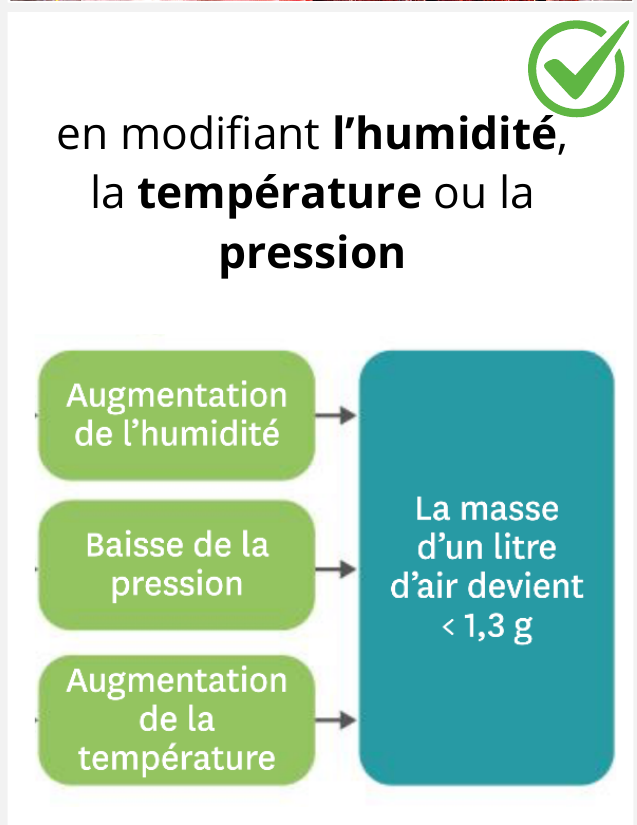 en modifiant l’humidité,
la température ou la
pression
Augmentation
de l’humidité
Baisse de la
pression
Augmentation
de la
température
La masse
d’un litre
d’air devient
< 1,3 g